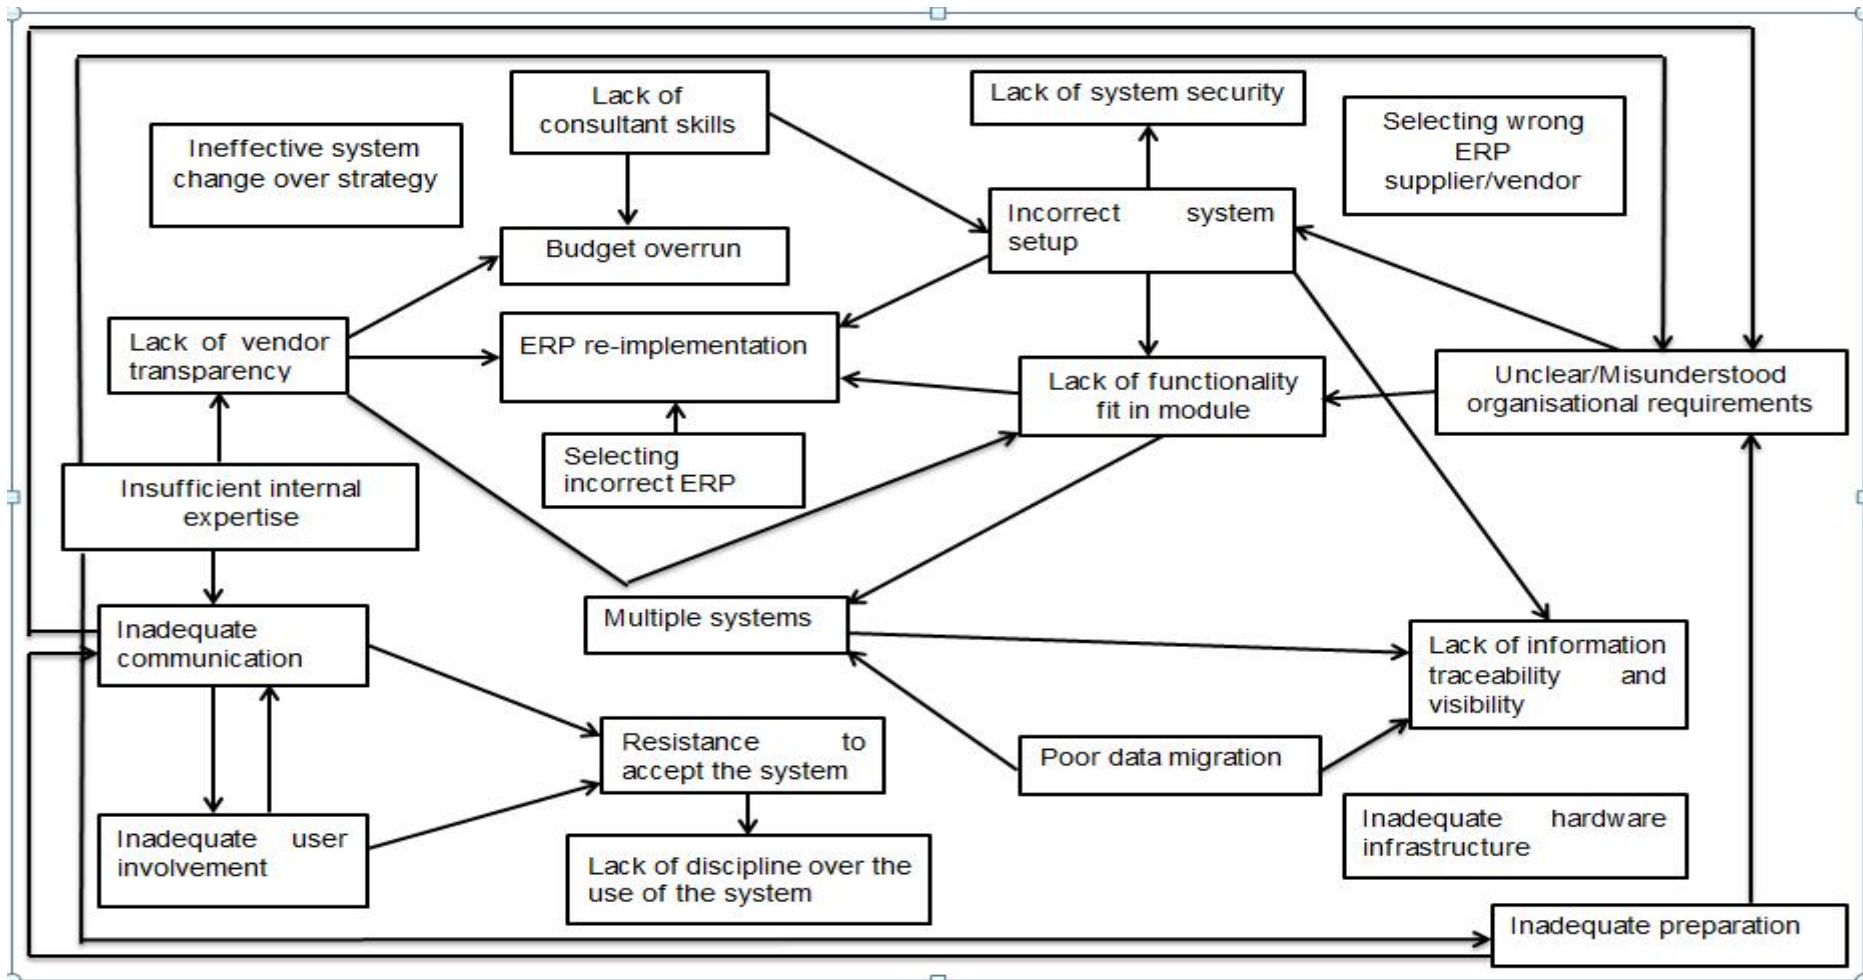 Lack of
consultant skills
Lack of system security
Selecting wrong
ERP
supplier/vendor
Ineffective system
change over strategy
Incorrect system
setup
Budget overrun
Lack of vendor
transparency
ERP re-implementation
Lack of functionality
fit in module
Unclear/Misunderstood
organisational requirements
Selecting
incorrect ERP
Insufficient internal
expertise
Inadequate
communication
Multiple systems
Lack of information
traceability and
visibility
Resistance to
accept the system
Poor data migration
Inadequate user
involvement
Lack of discipline over the
use of the system
Inadequate hardware
infrastructure
Inadequate preparation